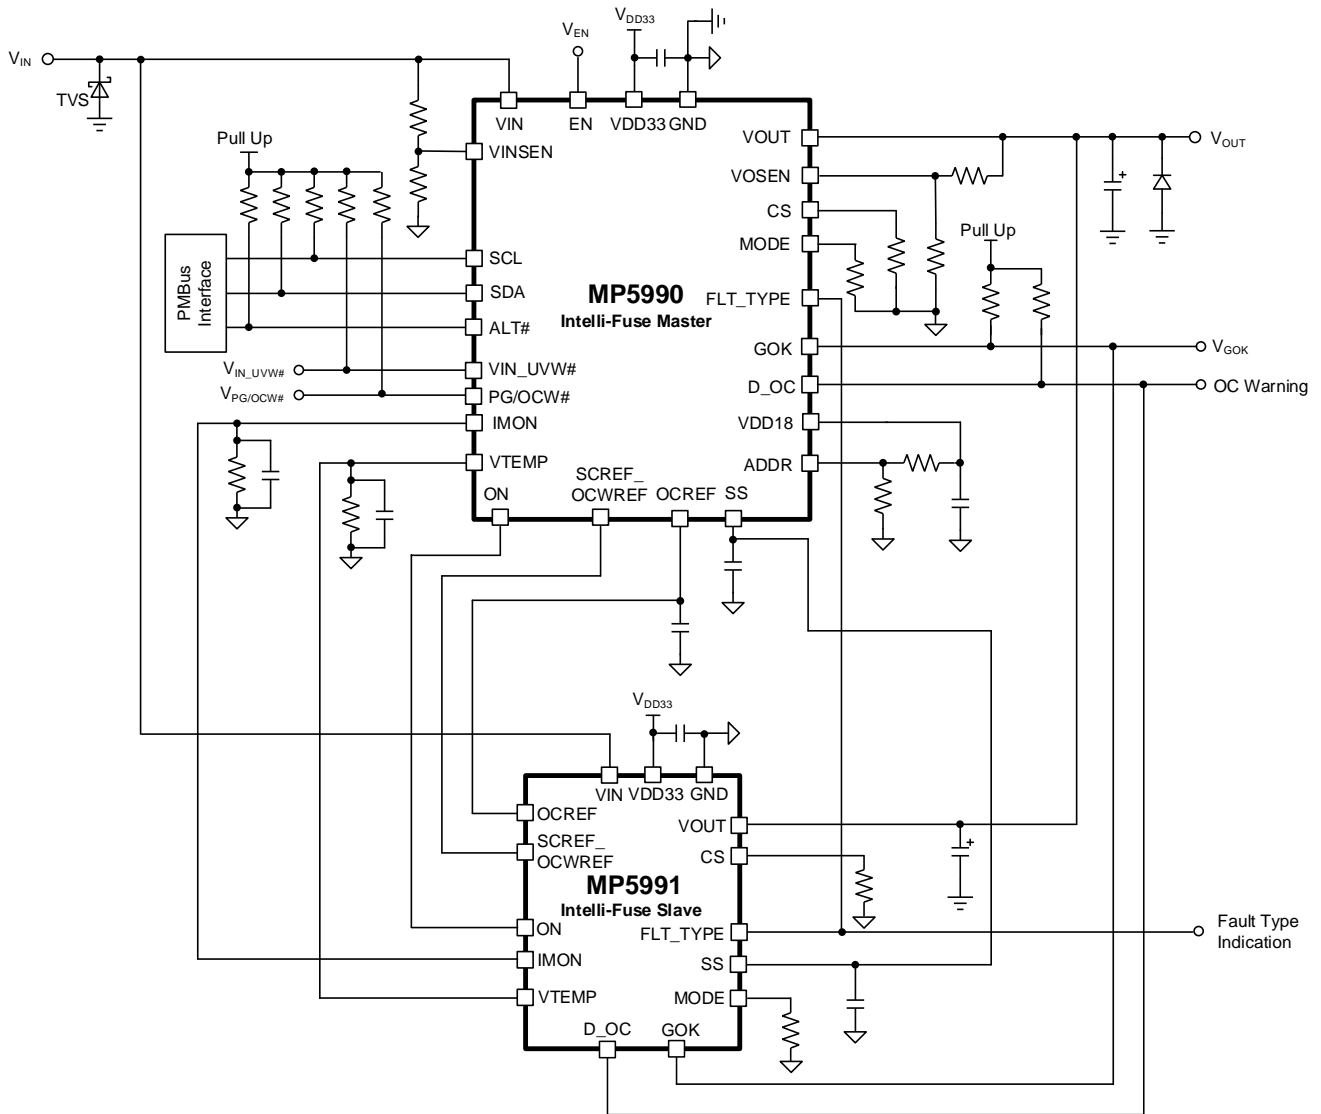 VDD33
VEN
VIN
TVS
VIN
EN
VDD33
GND
Pull Up
VINSEN
VOUT
VOUT
VOSEN
CS
MODE
Pull Up
PMBus
Interface
SCL
SDA
ALT#
MP5990
Intelli-Fuse Master
FLT_TYPE
GOK
VGOK
VIN_UVW#
VIN_UVW#
D_OC
OC Warning
VPG/OCW#
PG/OCW#
IMON
VDD18
VTEMP
ADDR
ON
SCREF_
OCWREF
OCREF
SS
VDD33
VIN
VDD33
GND
OCREF
VOUT
SCREF_
OCWREF
CS
MP5991
Intelli-Fuse Slave
ON
FLT_TYPE
Fault Type
Indication
IMON
SS
VTEMP
MODE
D_OC
GOK